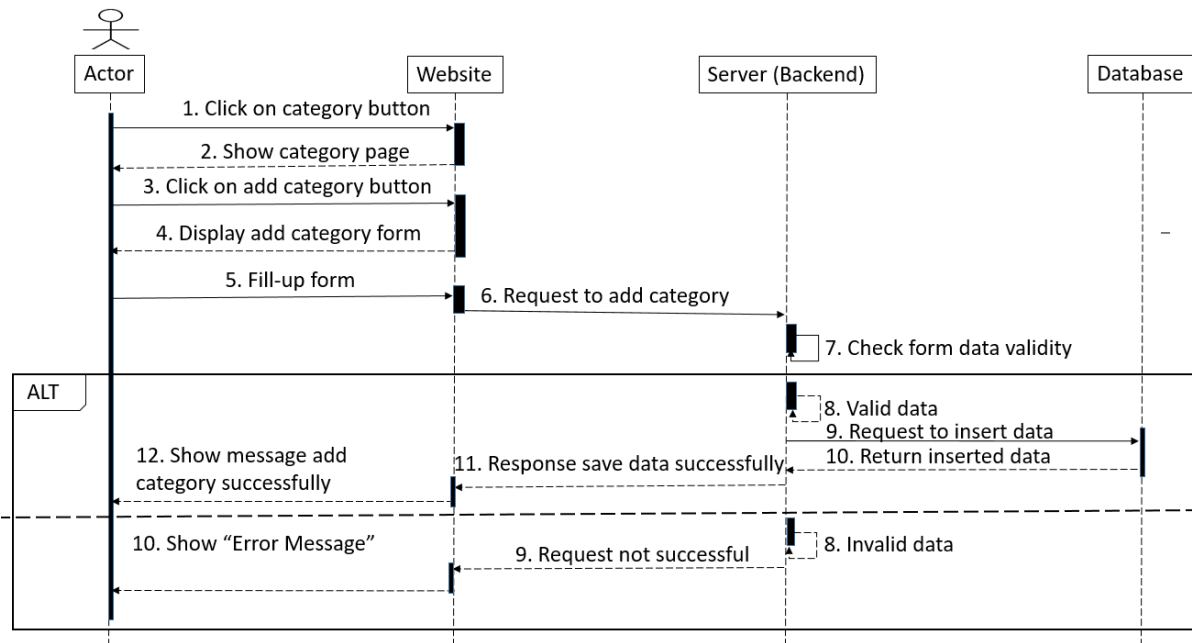 Actor
Website
Server (Backend)
Database
1. Click on category button
2. Show category page
3. Click on add category button
4. Display add category form
5. Fill-up form
6. Request to add category
7. Check form data validity
ALT
8. Valid data
9. Request to insert data
10. Return inserted data
11. Response save data successfully
12. Show message add
category successfully
8. Invalid data
9. Request not successful
10. Show “Error Message”